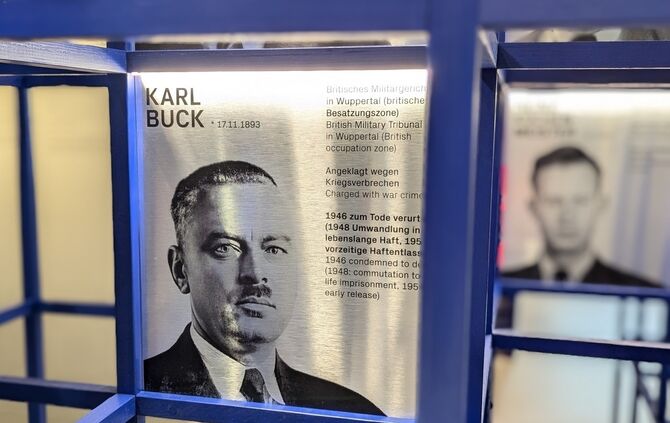 KARL
BUCK * 17.11.1893
Britisches Militärgerich
in Wuppertal (britische
Besatzungszone)
British Military Tribunal
in Wuppertal (British
occupation zone)
Angeklagt wegen
Kriegsverbrechen
Charged with war crime
1946 zum Tode verurt
(1948 Umwandlung in
lebenslange Haft, 195
vorzeitige Haftentlass
1946 condemned to de
(1948: commutation to
life imprisonment, 195
early release)